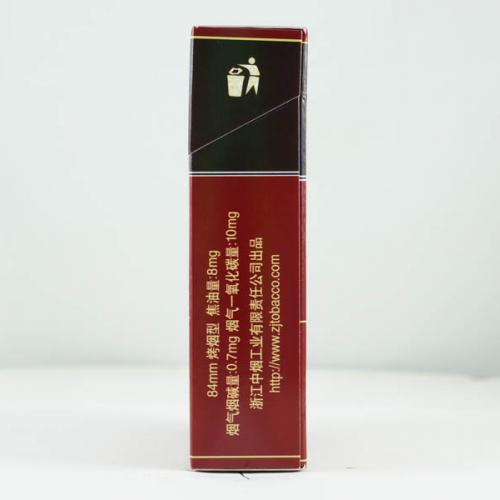 84mm 烤烟型 焦油量:8mg
烟气烟碱量:0.7mg 烟气一氧化碳量:10mg
浙江中烟工业有限责任公司出品
http://www.zjtobacco.com